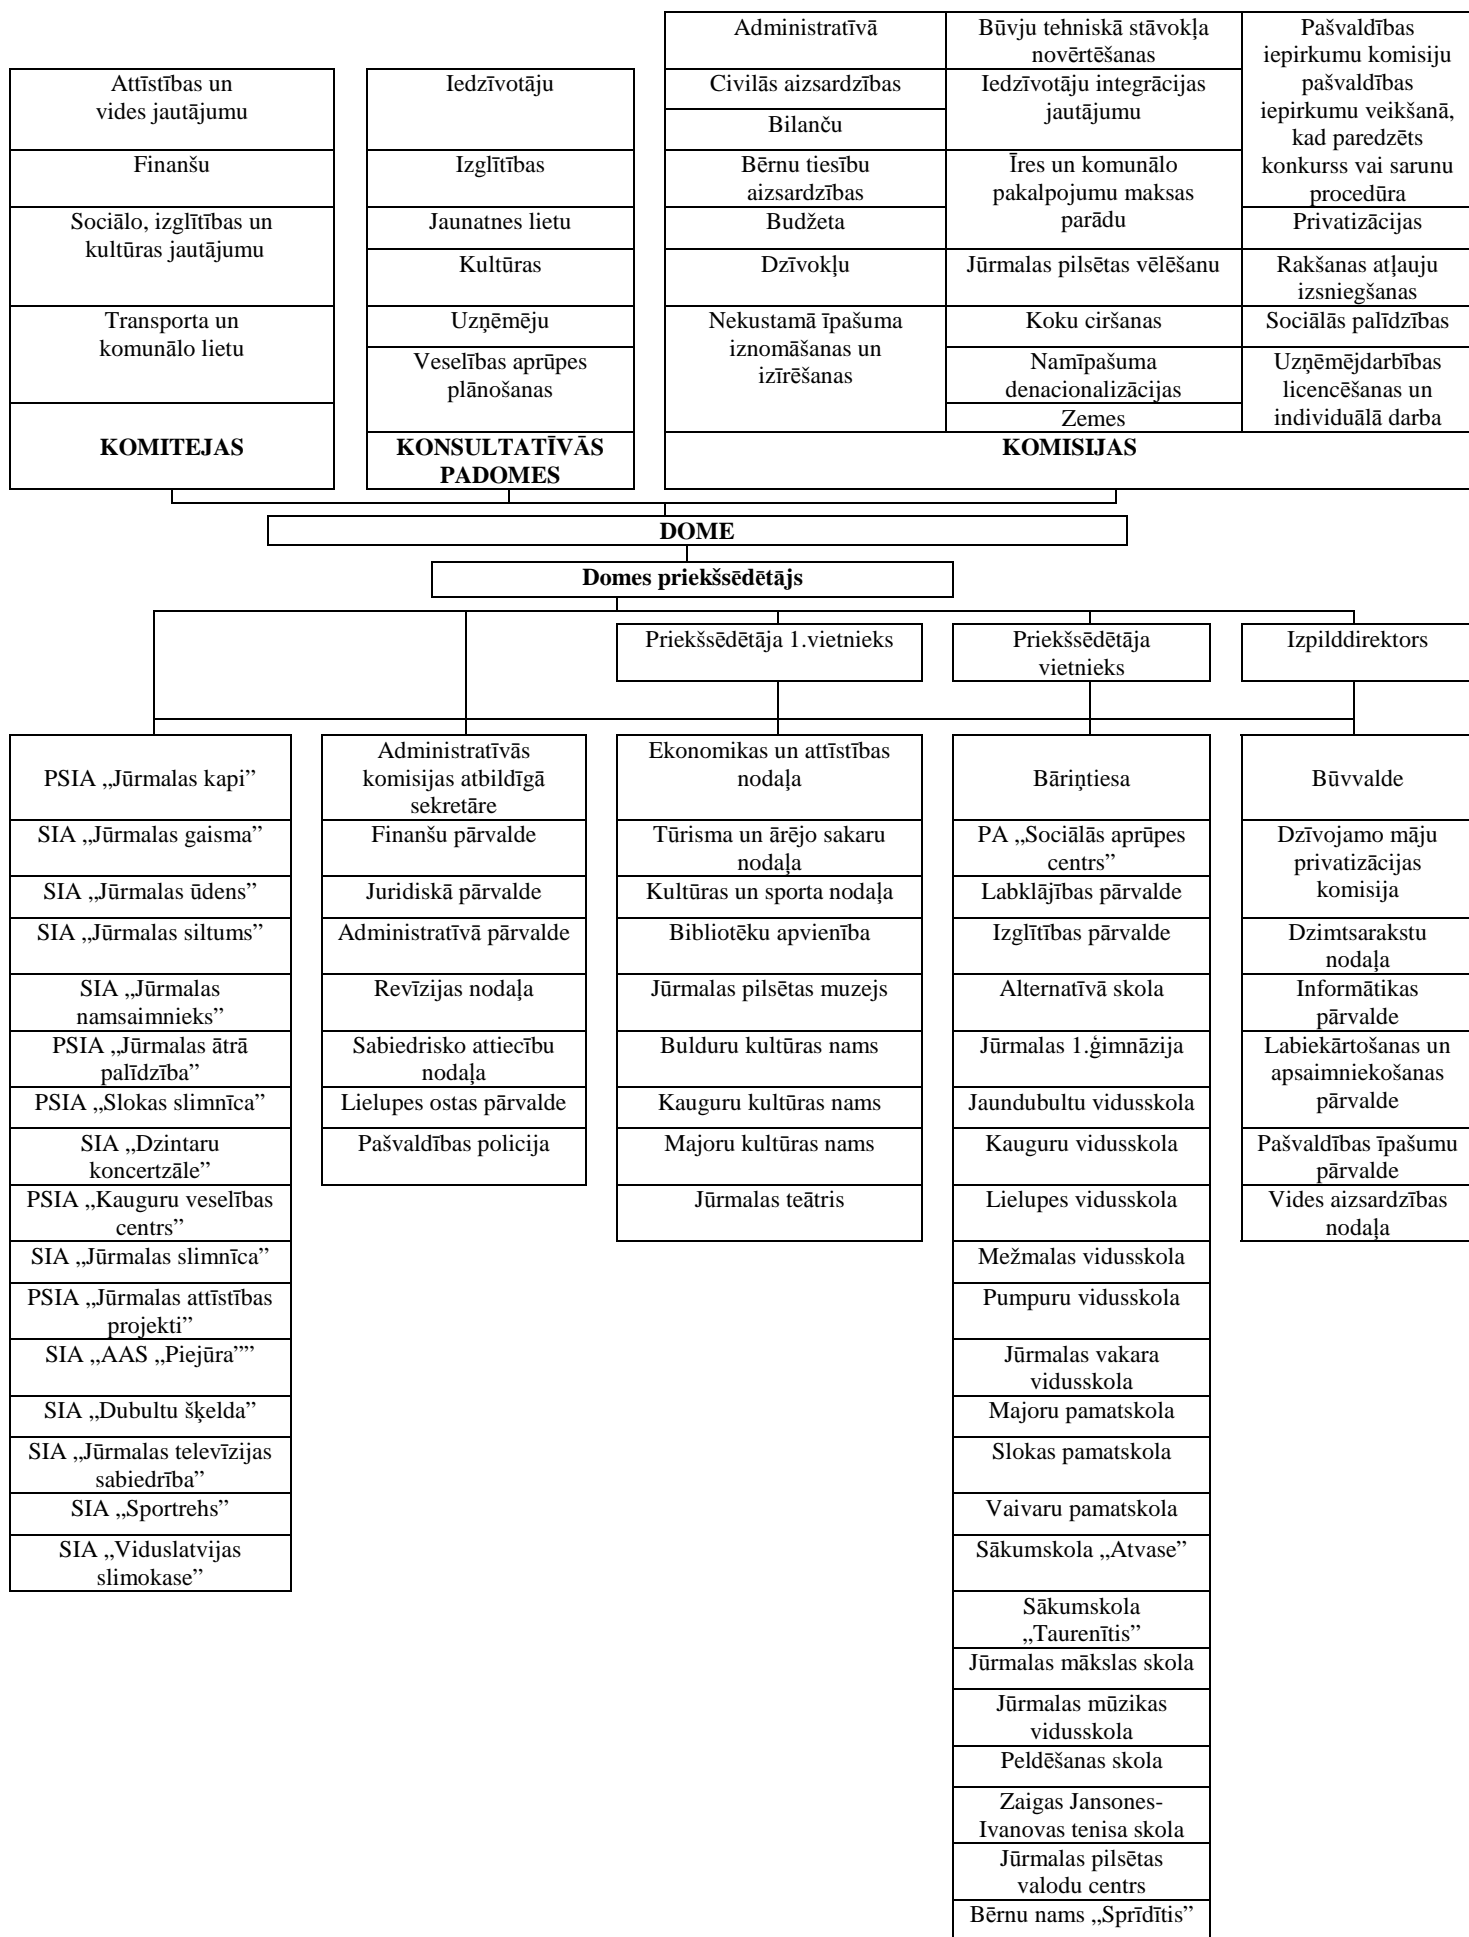 Attīstības un
vides jautājumu
Finanšu
Sociālo, izglītības un
kultūras jautājumu
Transporta un
komunālo lietu
KOMITEJAS
Iedzīvotāju
Izglītības
Jaunatnes lietu
Kultūras
Uzņēmēju
Veselības aprūpes
plānošanas
KONSULTATĪVĀS
PADOMES
Administratīvā
Civilās aizsardzības
Bilanču
Bērnu tiesību
aizsardzības
Budžeta
Dzīvokļu
Nekustamā īpašuma
iznomāšanas un
izīrēšanas
Būvju tehniskā stāvokļa
novērtēšanas
Iedzīvotāju integrācijas
jautājumu
Īres un komunālo
pakalpojumu maksas
parādu
Jūrmalas pilsētas vēlēšanu
Koku ciršanas
Namīpašuma
denacionalizācijas
Zemes
Pašvaldības
iepirkumu komisiju
pašvaldības
iepirkumu veikšanā,
kad paredzēts
konkurss vai sarunu
procedūra
Privatizācijas
Rakšanas atļauju
izsniegšanas
Sociālās palīdzības
Uzņēmējdarbības
licencēšanas un
individuālā darba
KOMISIJAS
DOME
Domes priekšsēdētājs
Priekšsēdētāja 1.vietnieks
Priekšsēdētāja
vietnieks
Izpilddirektors
PSIA „Jūrmalas kapi”
SIA „Jūrmalas gaisma”
SIA „Jūrmalas ūdens”
SIA „Jūrmalas siltums”
SIA „Jūrmalas
namsaimnieks”
PSIA „Jūrmalas ātrā
palīdzība”
PSIA „Slokas slimnīca”
SIA „Dzintaru
koncertzāle”
PSIA „Kauguru veselības
centrs”
SIA „Jūrmalas slimnīca”
PSIA „Jūrmalas attīstības
projekti”
SIA „AAS „Piejūra””
SIA „Dubultu šķelda”
SIA „Jūrmalas televīzijas
sabiedrība”
SIA „Sportrehs”
SIA „Viduslatvijas
slimokase”
Administratīvās
komisijas atbildīgā
sekretāre
Finanšu pārvalde
Juridiskā pārvalde
Administratīvā pārvalde
Revīzijas nodaļa
Sabiedrisko attiecību
nodaļa
Lielupes ostas pārvalde
Pašvaldības policija
Ekonomikas un attīstības
nodaļa
Tūrisma un ārējo sakaru
nodaļa
Kultūras un sporta nodaļa
Bibliotēku apvienība
Jūrmalas pilsētas muzejs
Bulduru kultūras nams
Kauguru kultūras nams
Majoru kultūras nams
Jūrmalas teātris
Bāriņtiesa
PA „Sociālās aprūpes
centrs”
Labklājības pārvalde
Izglītības pārvalde
Alternatīvā skola
Jūrmalas 1.ģimnāzija
Jaundubultu vidusskola
Kauguru vidusskola
Lielupes vidusskola
Mežmalas vidusskola
Pumpuru vidusskola
Jūrmalas vakara
vidusskola
Majoru pamatskola
Slokas pamatskola
Vaivaru pamatskola
Sākumskola „Atvase”
Sākumskola
„Taurenītis”
Jūrmalas mākslas skola
Jūrmalas mūzikas
vidusskola
Peldēšanas skola
Zaigas Jansones-
Ivanovas tenisa skola
Jūrmalas pilsētas
valodu centrs
Bērnu nams „Sprīdītis”
Būvvalde
Dzīvojamo māju
privatizācijas
komisija
Dzimtsarakstu
nodaļa
Informātikas
pārvalde
Labiekārtošanas un
apsaimniekošanas
pārvalde
Pašvaldības īpašumu
pārvalde
Vides aizsardzības
nodaļa